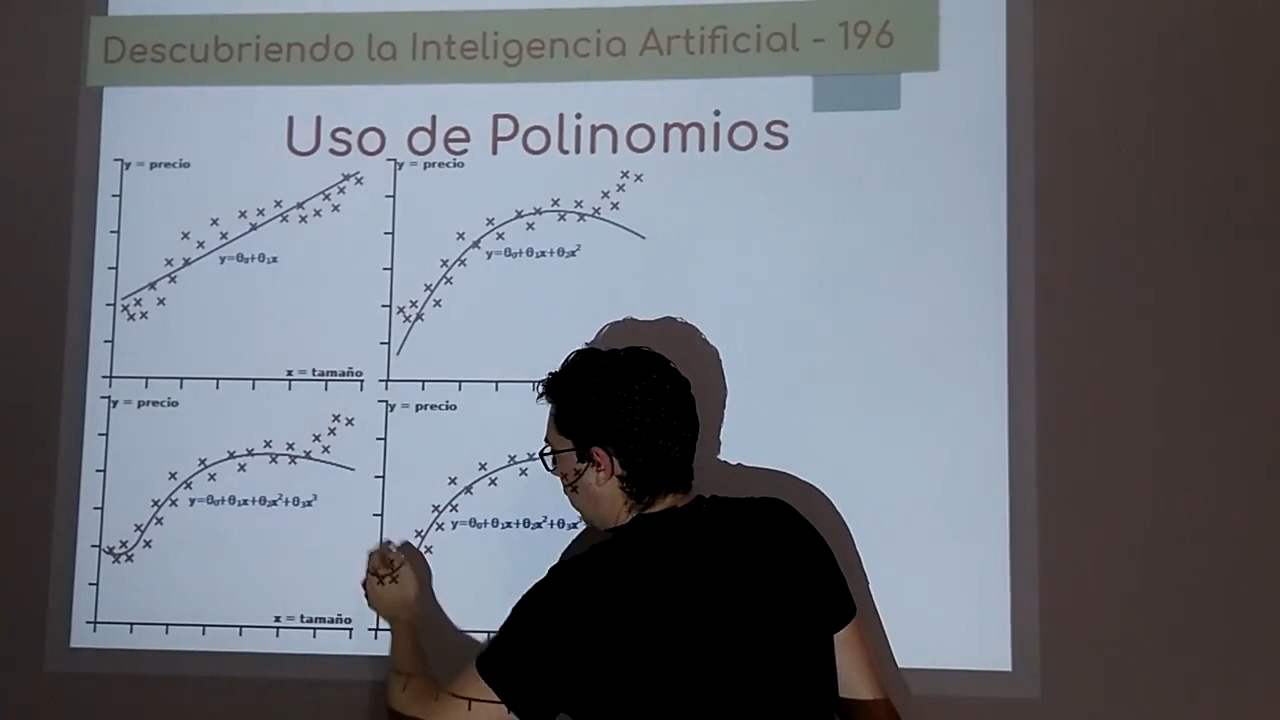 Descubriendo la Inteligencia Artificial - 196
Uso de Polinomios
y = precio
y=θ₀+θ₁x
x = tamaño
y = precio
y=θ₀+θ₁x+θ₂x²
y = precio
y=θ₀+θ₁x+θ₂x²+θ₃x³
x = tamaño
y = precio
y=θ₀+θ₁x+θ₂x²+θ₃x